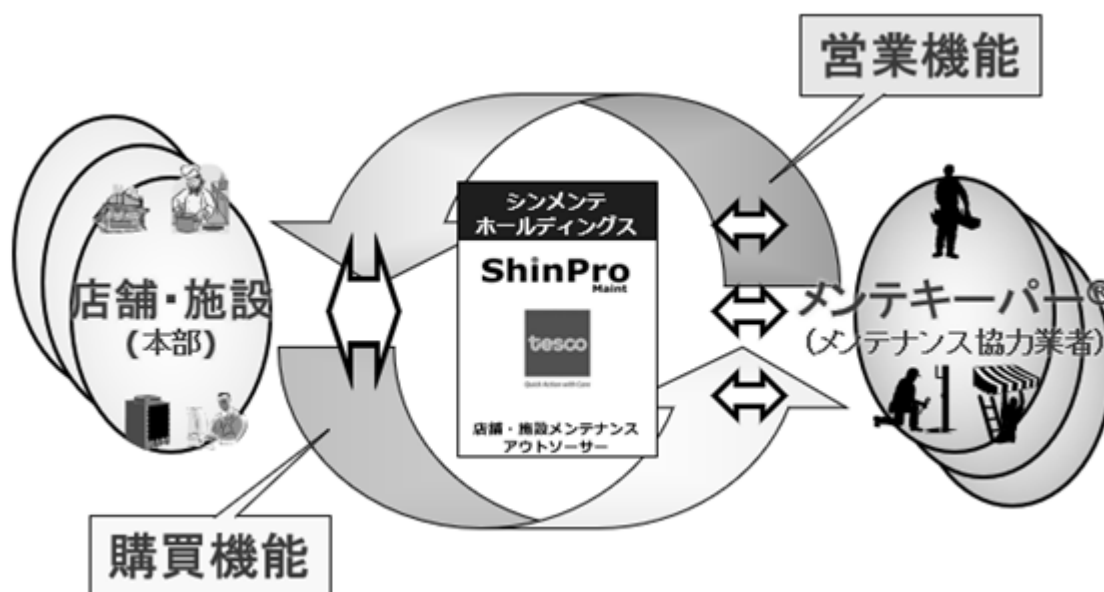 営業機能
シンメンテ
ホールディングス
ShinPro
Maint
tesco
Quick Action with Care
店舗・施設メンテナンス
アウトソーサー
店舗・施設
(本部)
メンテキーパー®
(メンテナンス協力業者)
購買機能